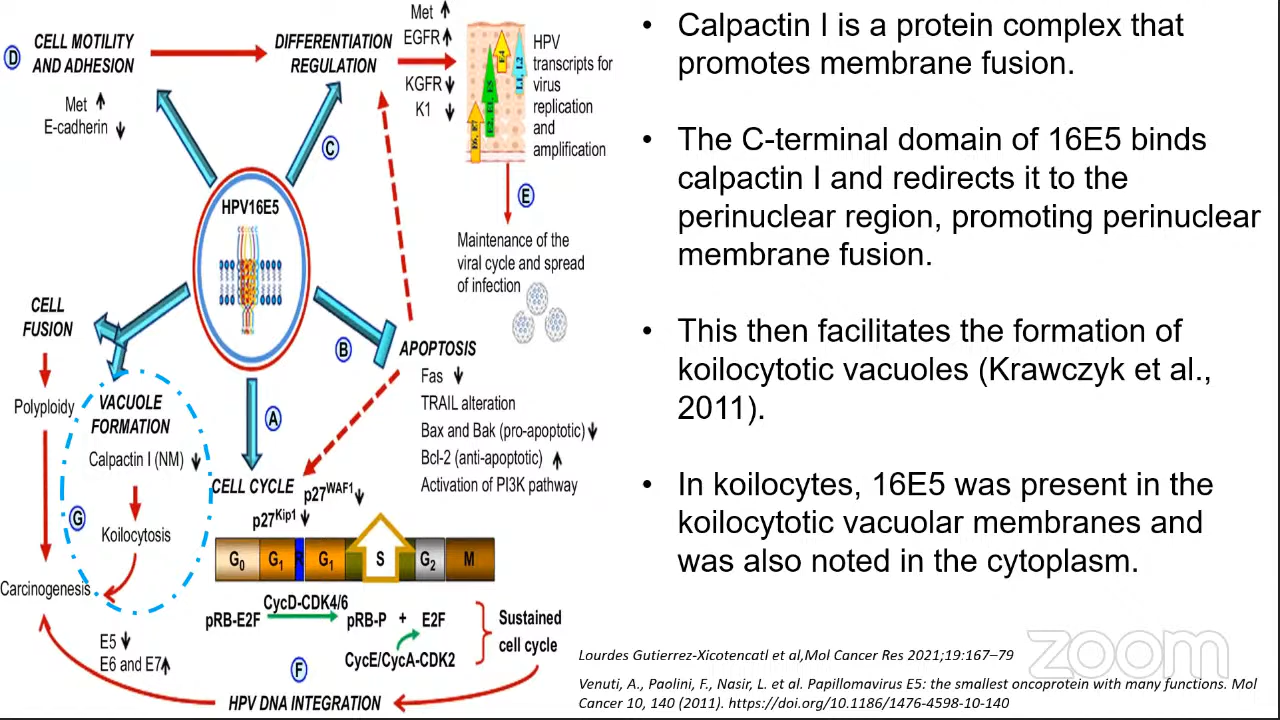 D
CELL MOTILITY
AND ADHESION
Met
E-cadherin
DIFFERENTIATION
REGULATION
C
Met
EGFR
KGFR
K1
E6, E7
E4
L1, L2
HPV
transcripts for
virus
replication
and
amplification
E
Maintenance of the
viral cycle and spread
of infection
HPV16E5
CELL
FUSION
Polyploidy
Carcinogenesis
VACUOLE
FORMATION
Calpactin I (NM)
G
Koilocytosis
A
B
APOPTOSIS
Fas
TRAIL alteration
Bax and Bak (pro-apoptotic)
Bcl-2 (anti-apoptotic)
Activation of PI3K pathway
CELL CYCLE
p27WAF1
p27Kip1
G0 G1 R G1 S G2 M
CycD-CDK4/6
pRB-E2F pRB-P + E2F
CycE/CycA-CDK2
Sustained
cell cycle
E5
E6 and E7
F
HPV DNA INTEGRATION
• Calpactin I is a protein complex that
promotes membrane fusion.
• The C-terminal domain of 16E5 binds
calpactin I and redirects it to the
perinuclear region, promoting perinuclear
membrane fusion.
• This then facilitates the formation of
koilocytotic vacuoles (Krawczyk et al.,
2011).
• In koilocytes, 16E5 was present in the
koilocytotic vacuolar membranes and
was also noted in the cytoplasm.
Lourdes Gutierrez-Xicotencatl et al,Mol Cancer Res 2021;19:167–79
Venuti, A., Paolini, F., Nasir, L. et al. Papillomavirus E5: the smallest oncoprotein with many functions. Mol
Cancer 10, 140 (2011). https://doi.org/10.1186/1476-4598-10-140
zoom